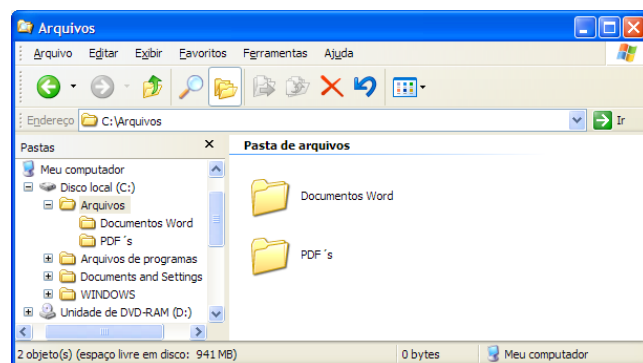 Arquivos
Arquivo Editar Exibir Favoritos Ferramentas Ajuda
Endereço C:\Arquivos Ir
Pastas x
Pasta de arquivos
Meu computador
Disco local (C:)
Arquivos
Documentos Word
PDF´s
Arquivos de programas
Documents and Settings
WINDOWS
Unidade de DVD-RAM (D:)
Documentos Word
PDF´s
2 objeto(s) (espaço livre em disco: 941 MB) 0 bytes Meu computador